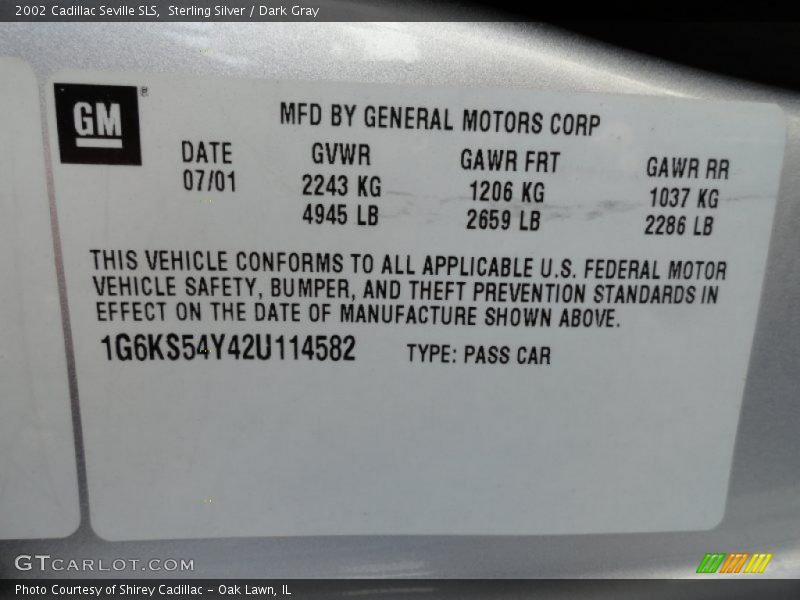 2002 Cadillac Seville SLS,  Sterling Silver / Dark Gray
GM®
MFD BY GENERAL MOTORS CORP
DATE GVWR GAWR FRT GAWR RR
07/01 2243 KG 1206 KG 1037 KG
4945 LB 2659 LB 2286 LB
THIS VEHICLE CONFORMS TO ALL APPLICABLE U.S. FEDERAL MOTOR
VEHICLE SAFETY, BUMPER, AND THEFT PREVENTION STANDARDS IN
EFFECT ON THE DATE OF MANUFACTURE SHOWN ABOVE.
1G6KS54Y42U114582 TYPE: PASS CAR
GTCARLOT.COM
Photo Courtesy of Shirey Cadillac - Oak Lawn, IL